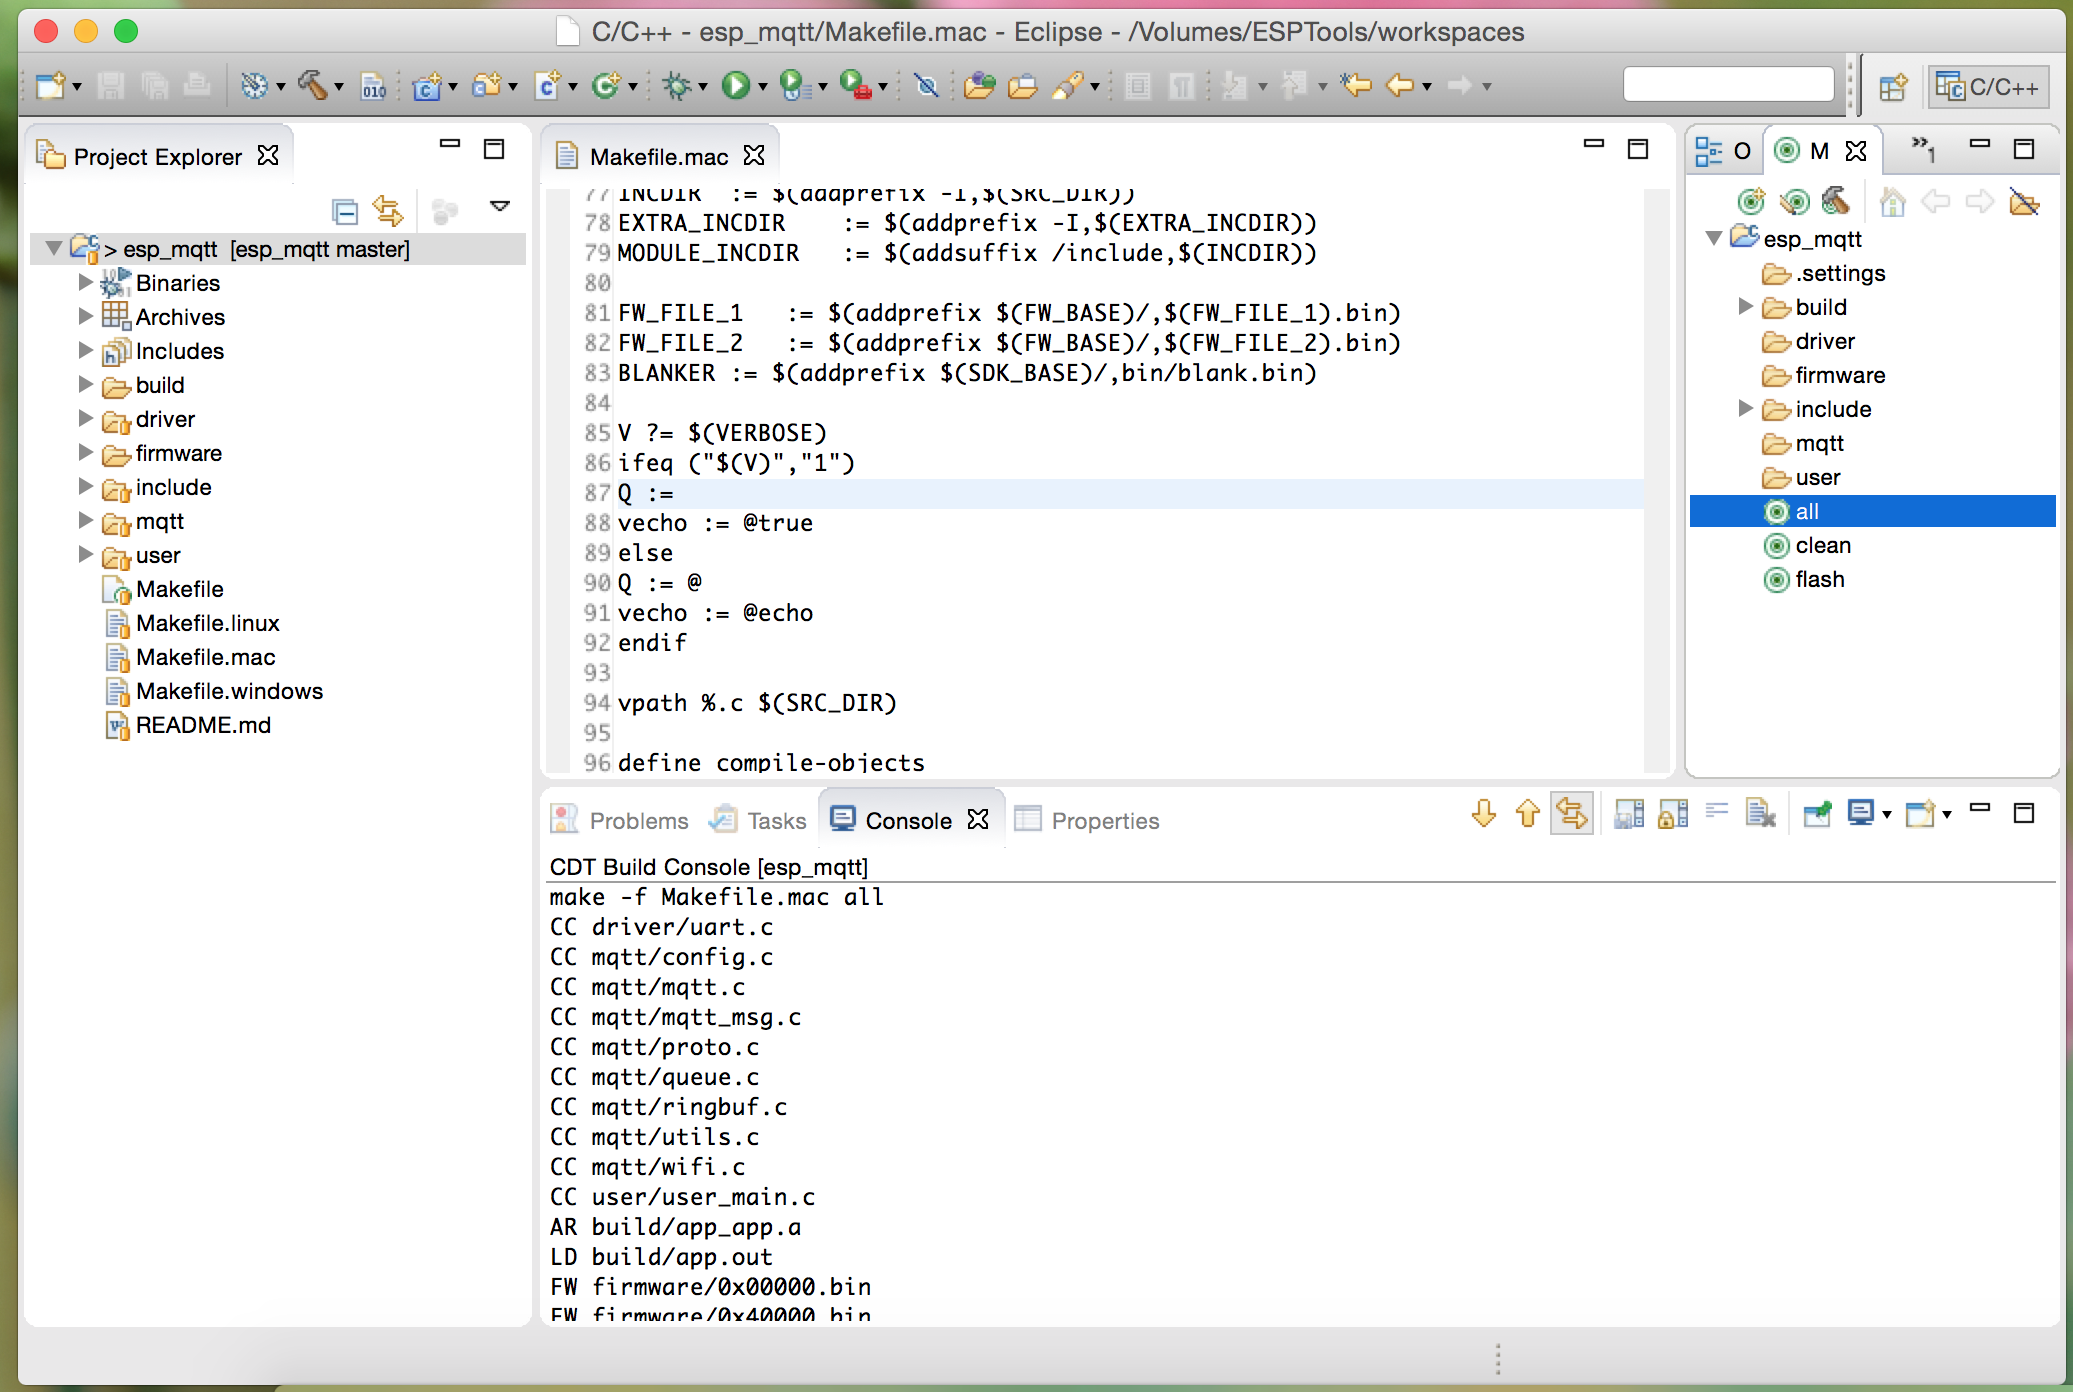 C/C++ - esp_mqtt/Makefile.mac - Eclipse - /Volumes/ESPTools/workspaces
010
C/C++
Project Explorer
> esp_mqtt [esp_mqtt master]
Binaries
Archives
Includes
build
driver
firmware
include
mqtt
user
Makefile
Makefile.linux
Makefile.mac
Makefile.windows
README.md
Makefile.mac
77 INCDIR := $(addprefix -I,$(SRC_DIR))
78 EXTRA_INCDIR := $(addprefix -I,$(EXTRA_INCDIR))
79 MODULE_INCDIR := $(addsuffix /include,$(INCDIR))
80
81 FW_FILE_1 := $(addprefix $(FW_BASE)/,$(FW_FILE_1).bin)
82 FW_FILE_2 := $(addprefix $(FW_BASE)/,$(FW_FILE_2).bin)
83 BLANKER := $(addprefix $(SDK_BASE)/,bin/blank.bin)
84
85 V ?= $(VERBOSE)
86 ifeq ("$(V)","1")
87 Q :=
88 vecho := @true
89 else
90 Q := @
91 vecho := @echo
92 endif
93
94 vpath %.c $(SRC_DIR)
95
96 define compile-objects
O
M
»1
esp_mqtt
.settings
build
driver
firmware
include
mqtt
user
all
clean
flash
Problems
Tasks
Console
Properties
CDT Build Console [esp_mqtt]
make -f Makefile.mac all
CC driver/uart.c
CC mqtt/config.c
CC mqtt/mqtt.c
CC mqtt/mqtt_msg.c
CC mqtt/proto.c
CC mqtt/queue.c
CC mqtt/ringbuf.c
CC mqtt/utils.c
CC mqtt/wifi.c
CC user/user_main.c
AR build/app_app.a
LD build/app.out
FW firmware/0x00000.bin
FW firmware/0x40000.bin